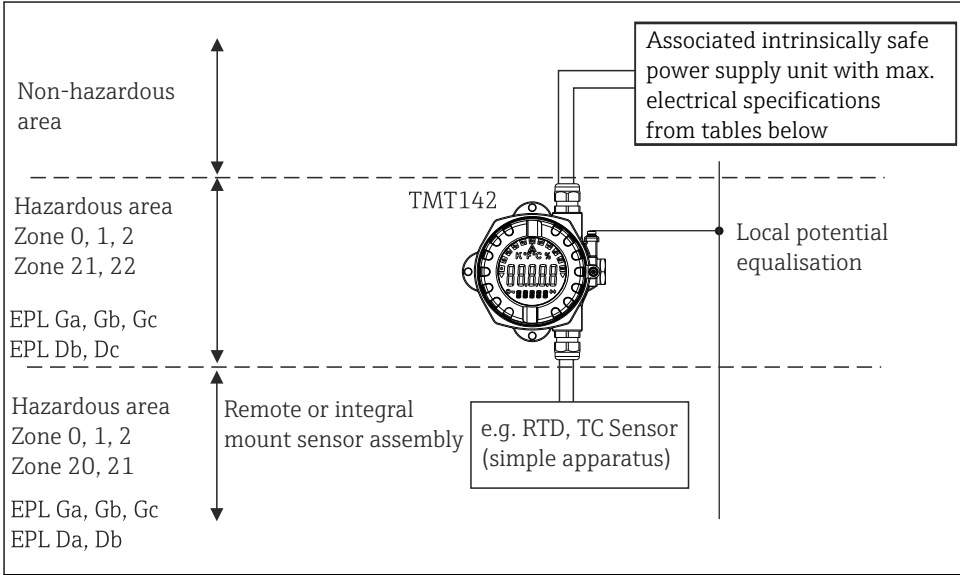 Non-hazardous
area
Associated intrinsically safe
power supply unit with max.
electrical specifications
from tables below
Hazardous area
Zone 0, 1, 2
Zone 21, 22
EPL Ga, Gb, Gc
EPL Db, Dc
TMT142
K °F °C %
Local potential
equalisation
Hazardous area
Zone 0, 1, 2
Zone 20, 21
EPL Ga, Gb, Gc
EPL Da, Db
Remote or integral
mount sensor assembly
e.g. RTD, TC Sensor
(simple apparatus)